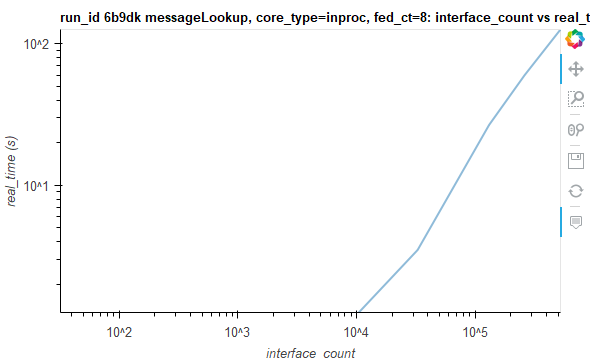 run_id 6b9dk messageLookup, core_type=inproc, fed_ct=8: interface_count vs real_t
10^2
10^1
real_time (s)
10^2 10^3 10^4 10^5
interface_count